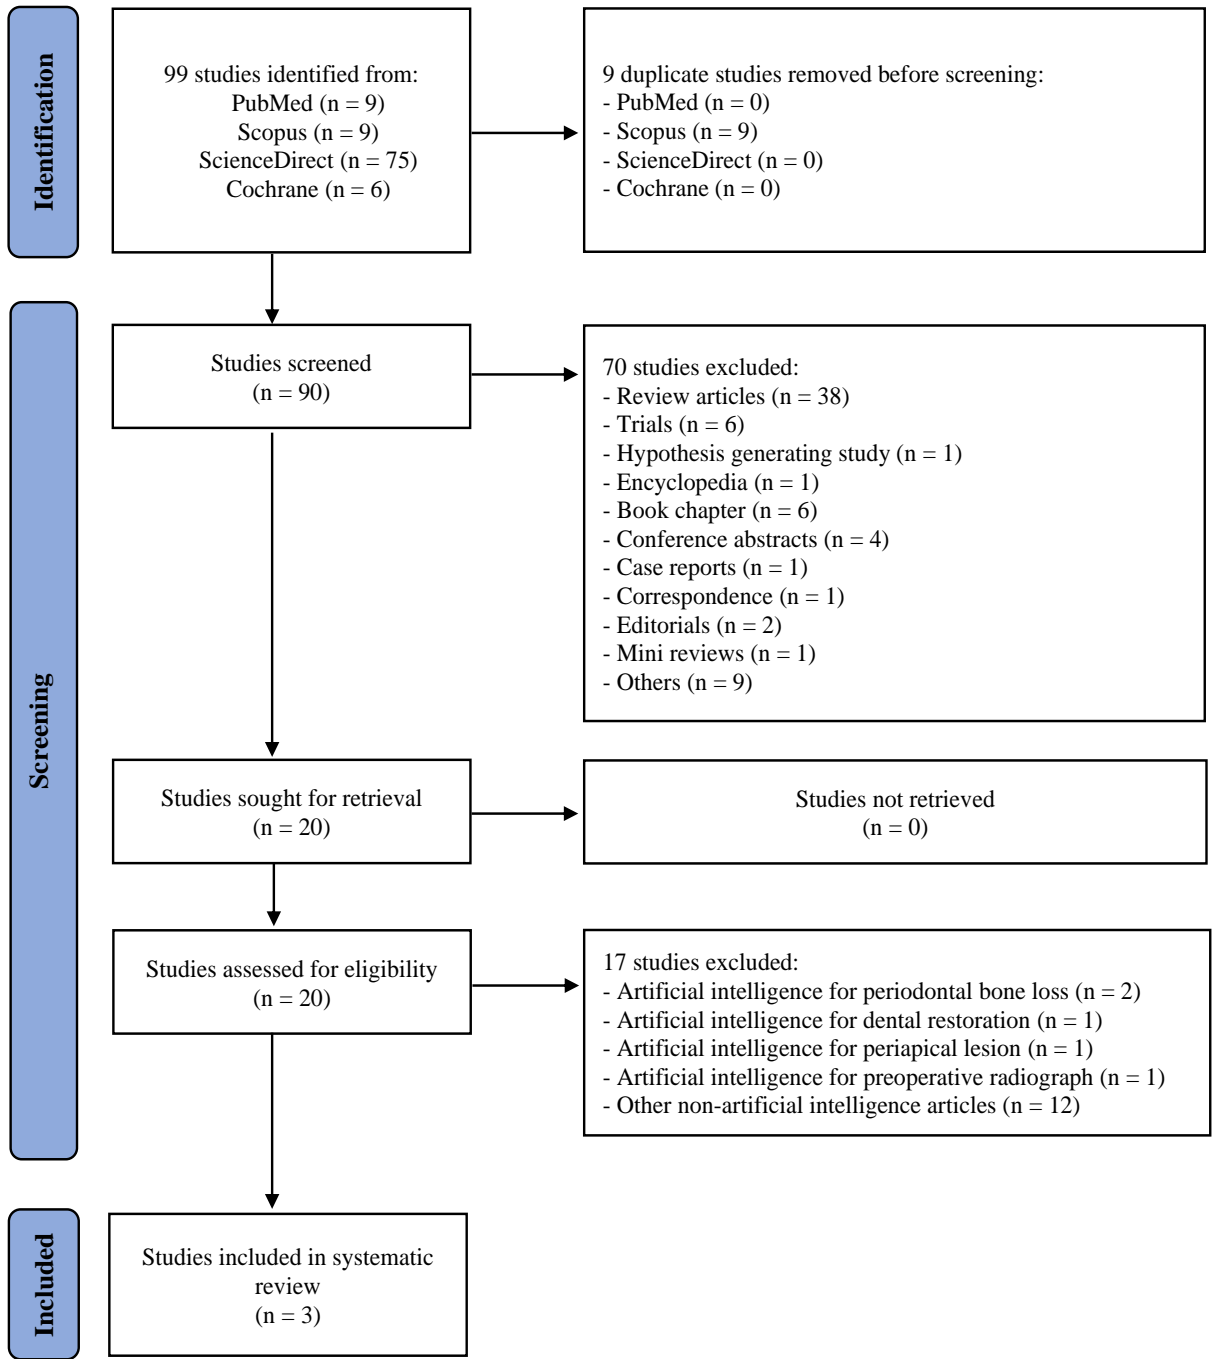 Identification
99 studies identified from:
PubMed (n = 9)
Scopus (n = 9)
ScienceDirect (n = 75)
Cochrane (n = 6)
9 duplicate studies removed before screening:
- PubMed (n = 0)
- Scopus (n = 9)
- ScienceDirect (n = 0)
- Cochrane (n = 0)
Screening
Studies screened
(n = 90)
70 studies excluded:
- Review articles (n = 38)
- Trials (n = 6)
- Hypothesis generating study (n = 1)
- Encyclopedia (n = 1)
- Book chapter (n = 6)
- Conference abstracts (n = 4)
- Case reports (n = 1)
- Correspondence (n = 1)
- Editorials (n = 2)
- Mini reviews (n = 1)
- Others (n = 9)
Studies sought for retrieval
(n = 20)
Studies not retrieved
(n = 0)
Studies assessed for eligibility
(n = 20)
17 studies excluded:
- Artificial intelligence for periodontal bone loss (n = 2)
- Artificial intelligence for dental restoration (n = 1)
- Artificial intelligence for periapical lesion (n = 1)
- Artificial intelligence for preoperative radiograph (n = 1)
- Other non-artificial intelligence articles (n = 12)
Included
Studies included in systematic
review
(n = 3)